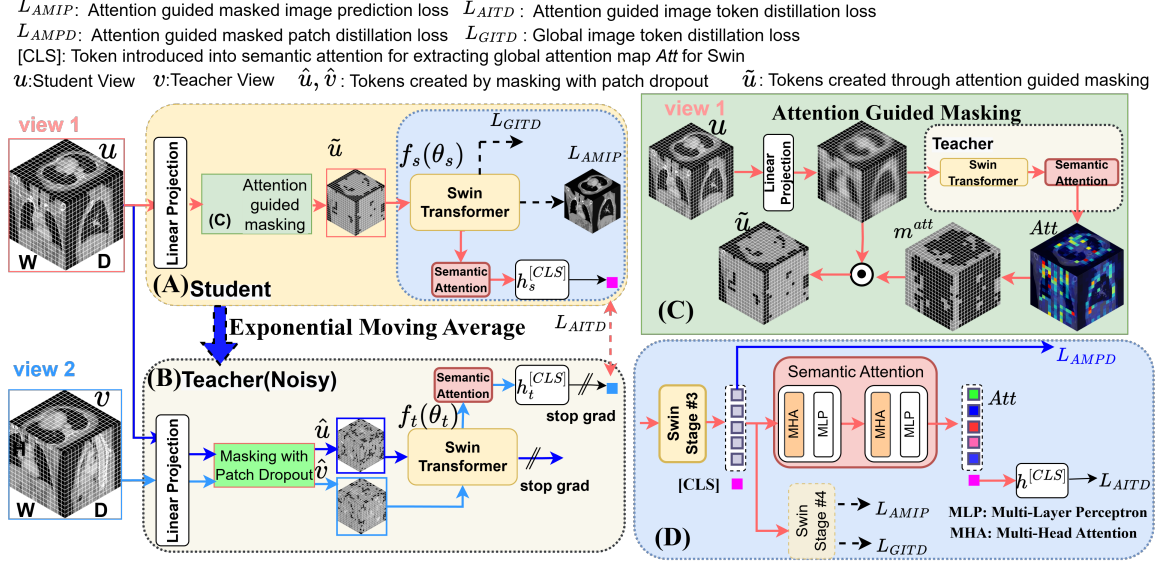 L_AMIP: Attention guided masked image prediction loss L_AITD : Attention guided image token distillation loss
L_AMPD: Attention guided masked patch distillation loss L_GITD : Global image token distillation loss
[CLS]: Token introduced into semantic attention for extracting global attention map Att for Swin
u:Student View v:Teacher View û, v̂ : Tokens created by masking with patch dropout ũ : Tokens created through attention guided masking
view 1
u
W D
Linear Projection
(C) Attention
guided
masking
ũ
f_s(θ_s)
L_GITD
L_AMIP
Swin
Transformer
Semantic
Attention
h_s^[CLS]
(A) Student
Exponential Moving Average
L_AITD
view 2
v
H
W D
(B) Teacher(Noisy)
Linear Projection
Masking with
Patch Dropout
û
v̂
f_t(θ_t)
Swin
Transformer
Semantic
Attention
h_t^[CLS]
stop grad
stop grad
view 1
Attention Guided Masking
u
Linear
Projection
Teacher
Swin
Transformer
Semantic
Attention
ũ
m^att
Att
(C)
L_AMPD
Swin
Stage #3
[CLS]
Semantic Attention
MHA
MLP
MHA
MLP
Att
h^[CLS]
L_AITD
Swin
Stage #4
L_AMIP
L_GITD
MLP: Multi-Layer Perceptron
MHA: Multi-Head Attention
(D)